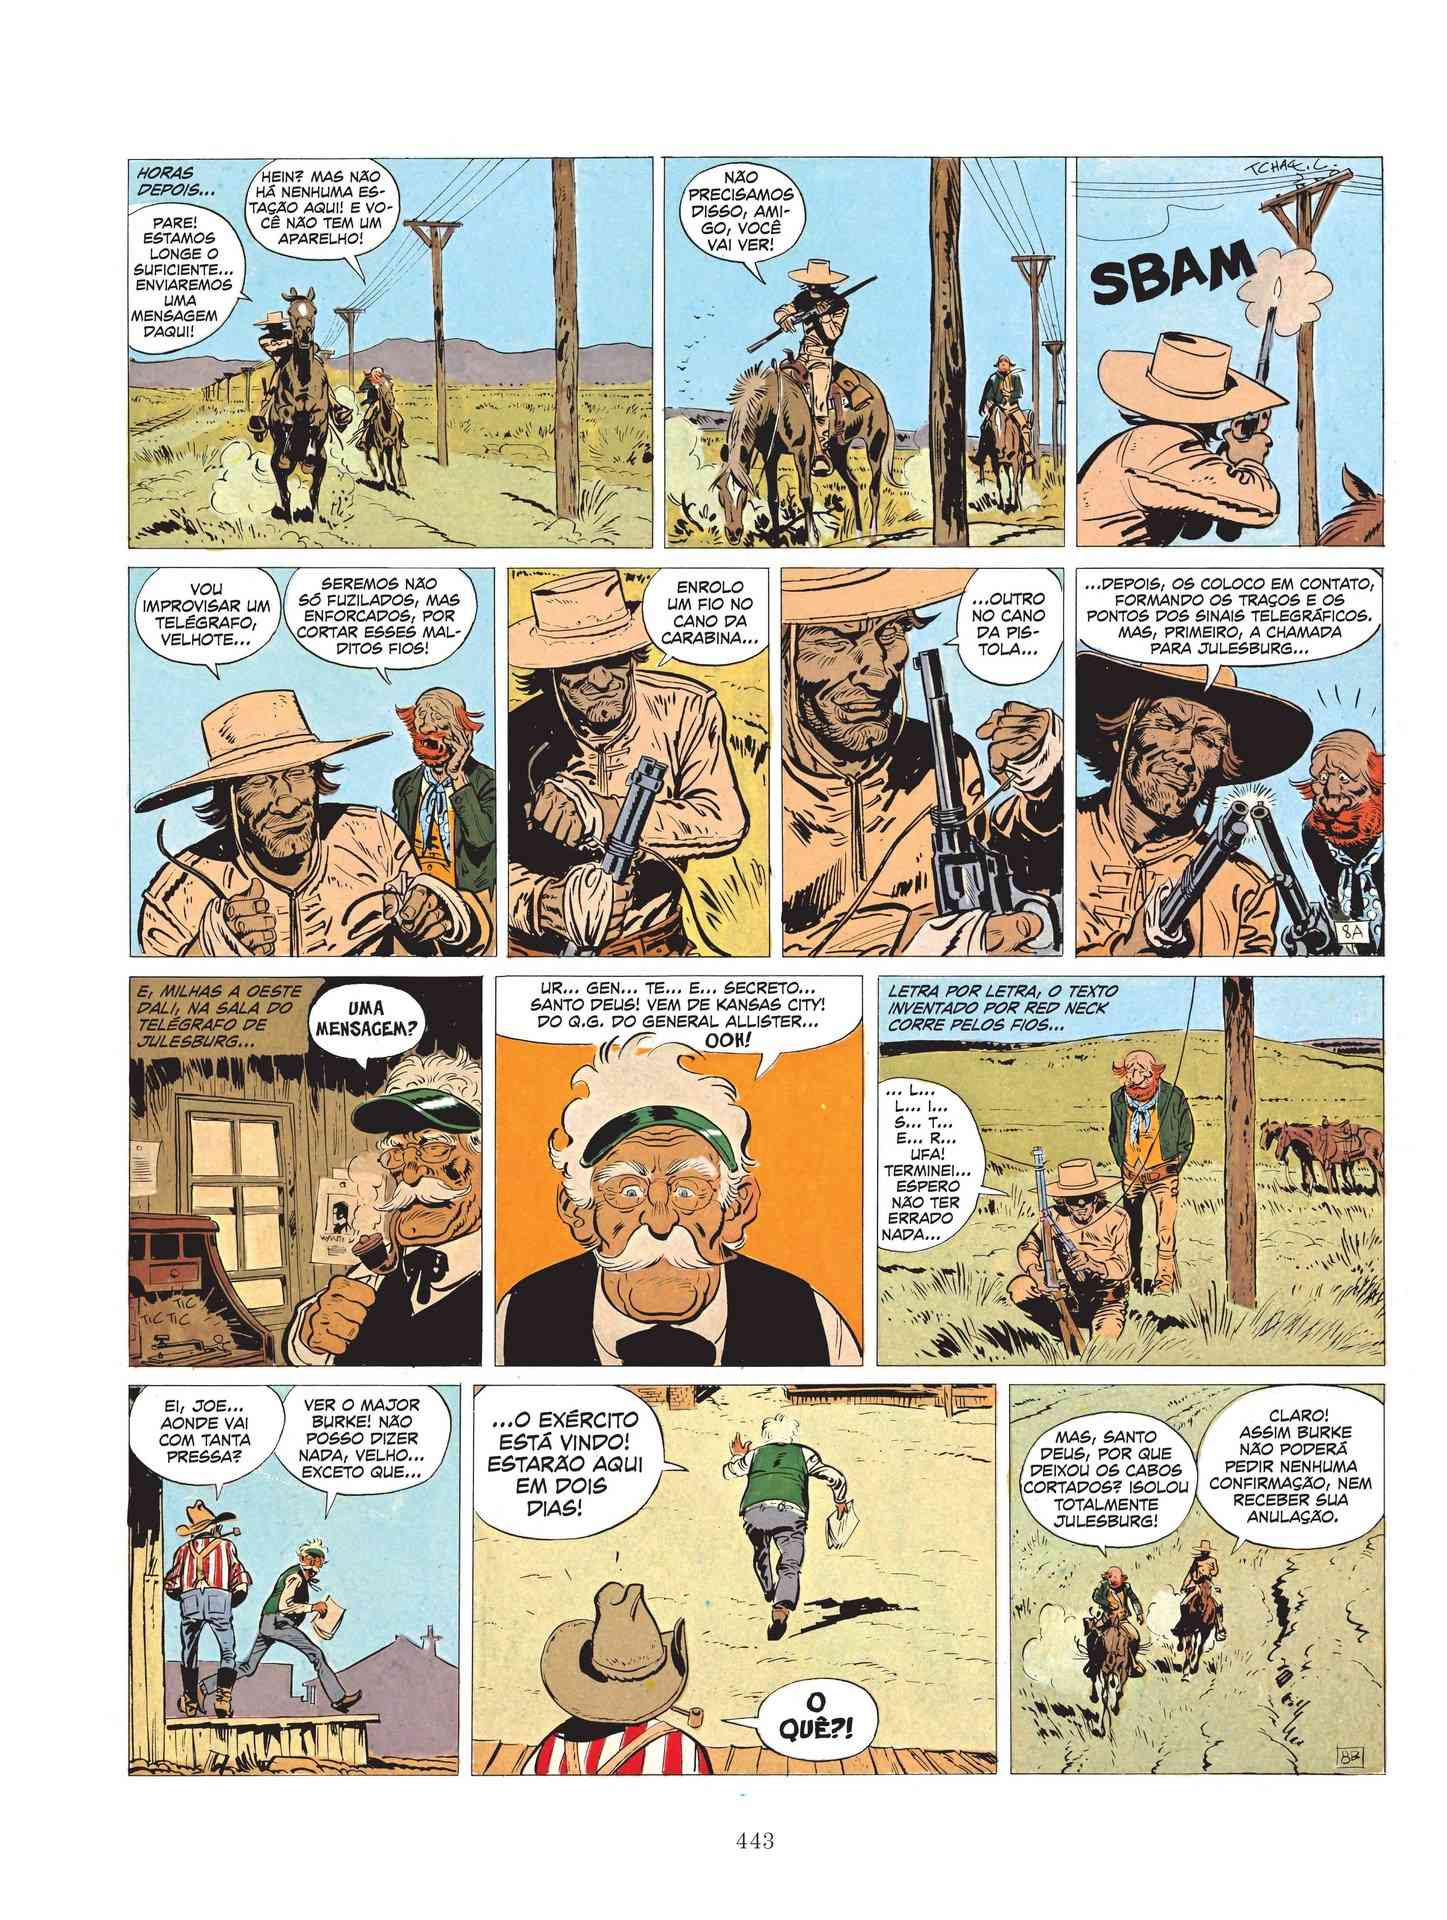 HORAS
DEPOIS...
PARE!
ESTAMOS
LONGE O
SUFICIENTE...
ENVIAREMOS
UMA
MENSAGEM
DAQUI!
HEIN? MAS NÃO
HÁ NENHUMA ES-
TAÇÃO AQUI! E VO-
CÊ NÃO TEM UM
APARELHO!
NÃO
PRECISAMOS
DISSO, AMI-
GO, VOCÊ
VAI VER!
TCHAC...
SBAM
VOU
IMPROVISAR UM
TELÉGRAFO,
VELHOTE...
SEREMOS NÃO
SÓ FUZILADOS, MAS
ENFORCADOS, POR
CORTAR ESSES MAL-
DITOS FIOS!
ENROLO
UM FIO NO
CANO DA
CARABINA...
...OUTRO
NO CANO
DA PIS-
TOLA...
...DEPOIS, OS COLOCO EM CONTATO,
FORMANDO OS TRAÇOS E OS
PONTOS DOS SINAIS TELEGRÁFICOS.
MAS, PRIMEIRO, A CHAMADA
PARA JULESBURG...
8A
E, MILHAS A OESTE
DALI, NA SALA DO
TELÉGRAFO DE
JULESBURG...
UMA
MENSAGEM?
TIC
TIC TIC
UR... GEN... TE... E... SECRETO...
SANTO DEUS! VEM DE KANSAS CITY!
DO Q.G. DO GENERAL ALLISTER...
OOH!
LETRA POR LETRA, O TEXTO
INVENTADO POR RED NECK
CORRE PELOS FIOS...
... L...
L... I...
S... T...
E... R...
UFA!
TERMINEI...
ESPERO
NÃO TER
ERRADO
NADA...
EI, JOE...
AONDE VAI
COM TANTA
PRESSA?
VER O MAJOR
BURKE! NÃO
POSSO DIZER
NADA, VELHO...
EXCETO QUE...
...O EXÉRCITO
ESTÁ VINDO!
ESTARÃO AQUI
EM DOIS
DIAS!
O
QUÊ?!
MAS, SANTO
DEUS, POR QUE
DEIXOU OS CABOS
CORTADOS? ISOLOU
TOTALMENTE
JULESBURG!
CLARO!
ASSIM BURKE
NÃO PODERÁ
PEDIR NENHUMA
CONFIRMAÇÃO, NEM
RECEBER SUA
ANULAÇÃO.
8B
443